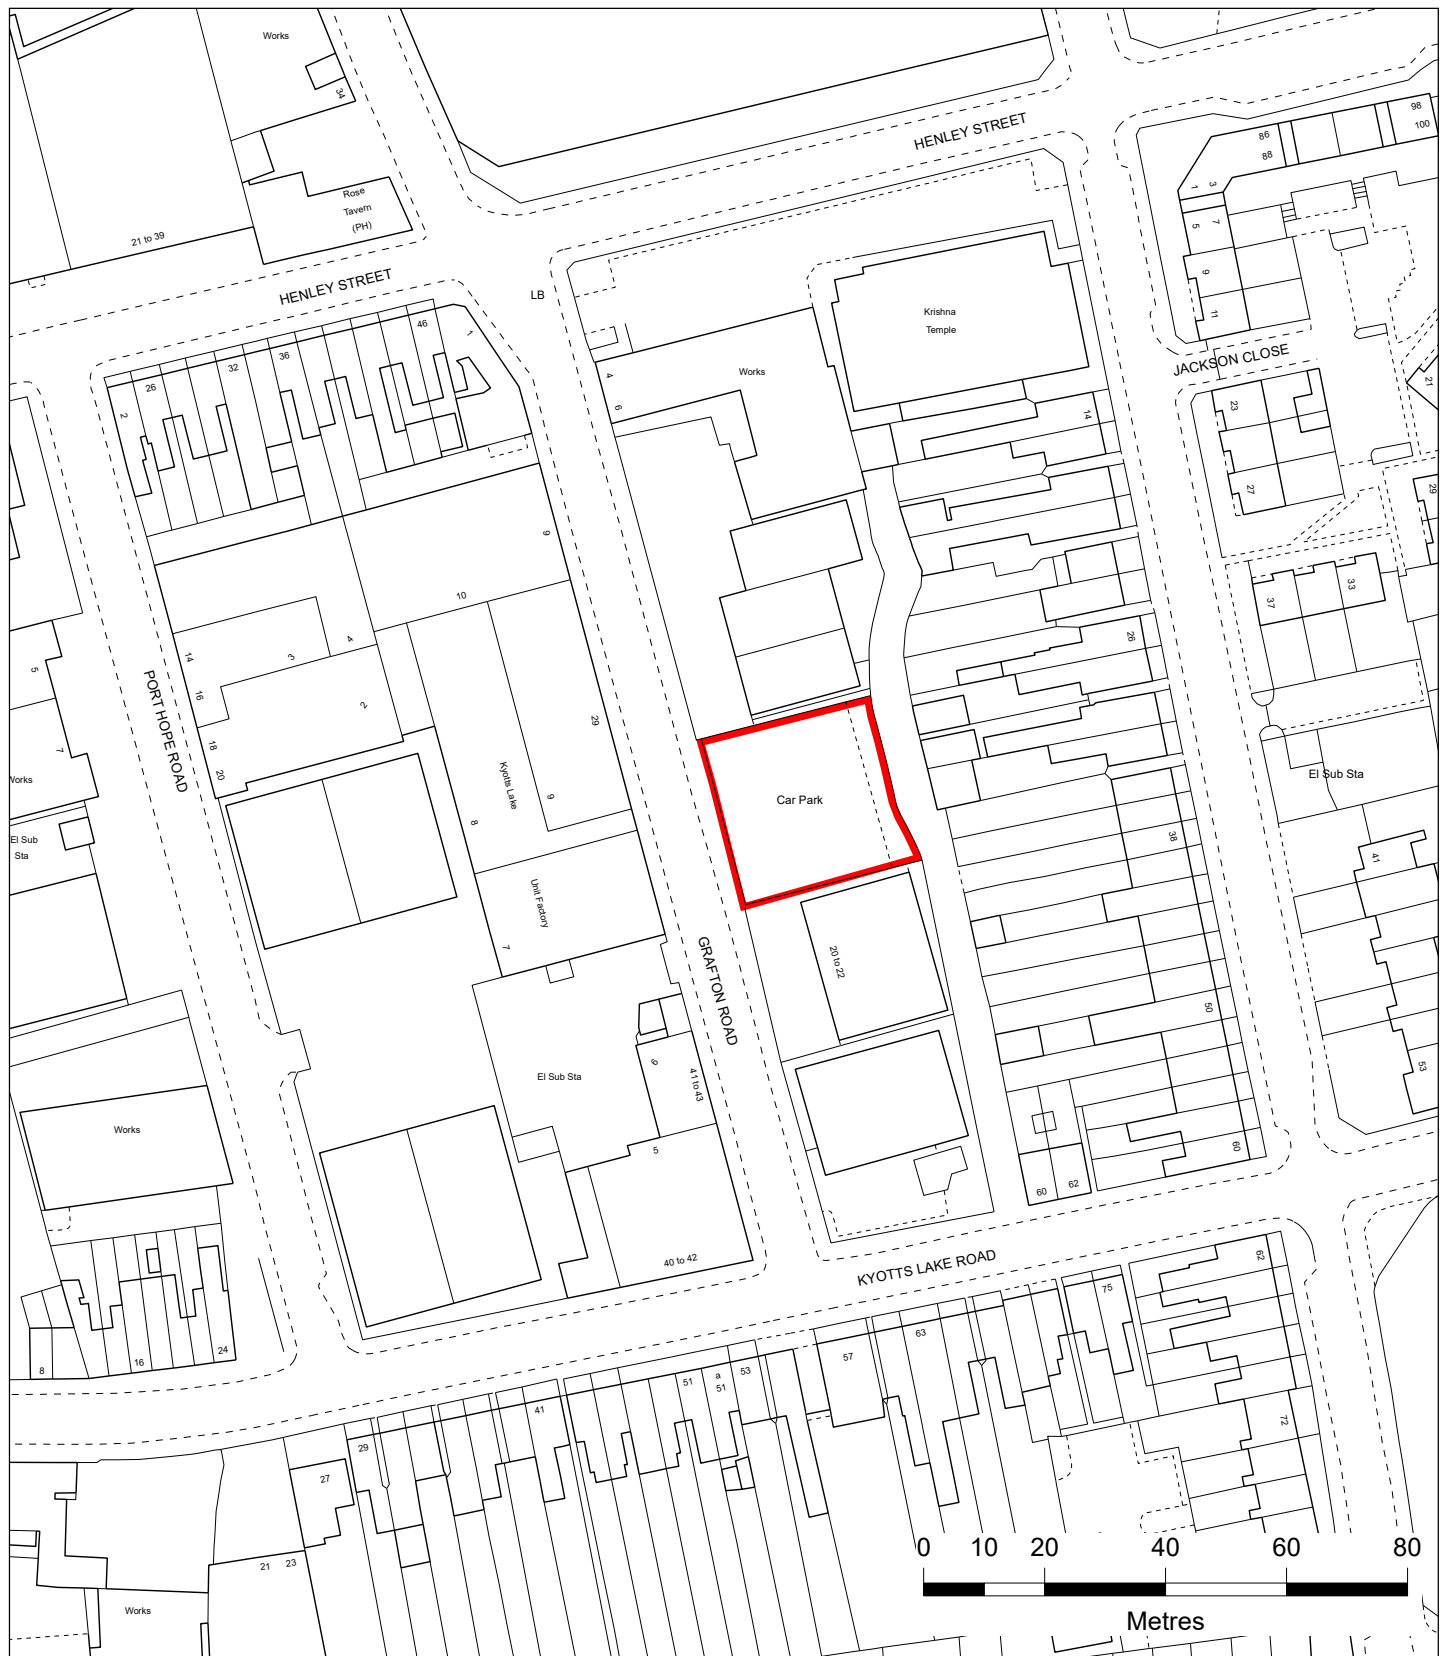 Works
34
Rose
Tavern
(PH)
21 to 39
HENLEY STREET
HENLEY STREET
LB
86
88
98
100
1
3
5
7
9
11
JACKSON CLOSE
21
23
27
29
37
33
El Sub Sta
41
53
Krishna
Temple
Works
4
6
14
26
38
50
60
60
62
2
26
32
36
46
1
9
10
29
14
16
18
20
3
4
2
Kyotts Lake
9
8
Unit Factory
7
PORT HOPE ROAD
5
7
Works
El Sub
Sta
Car Park
20 to 22
GRAFTON ROAD
El Sub Sta
6
41 to 43
5
40 to 42
Works
8
16
24
KYOTTS LAKE ROAD
62
72
75
63
57
53
a
51
51
41
29
27
21
23
Works
0 10 20 40 60 80
Metres